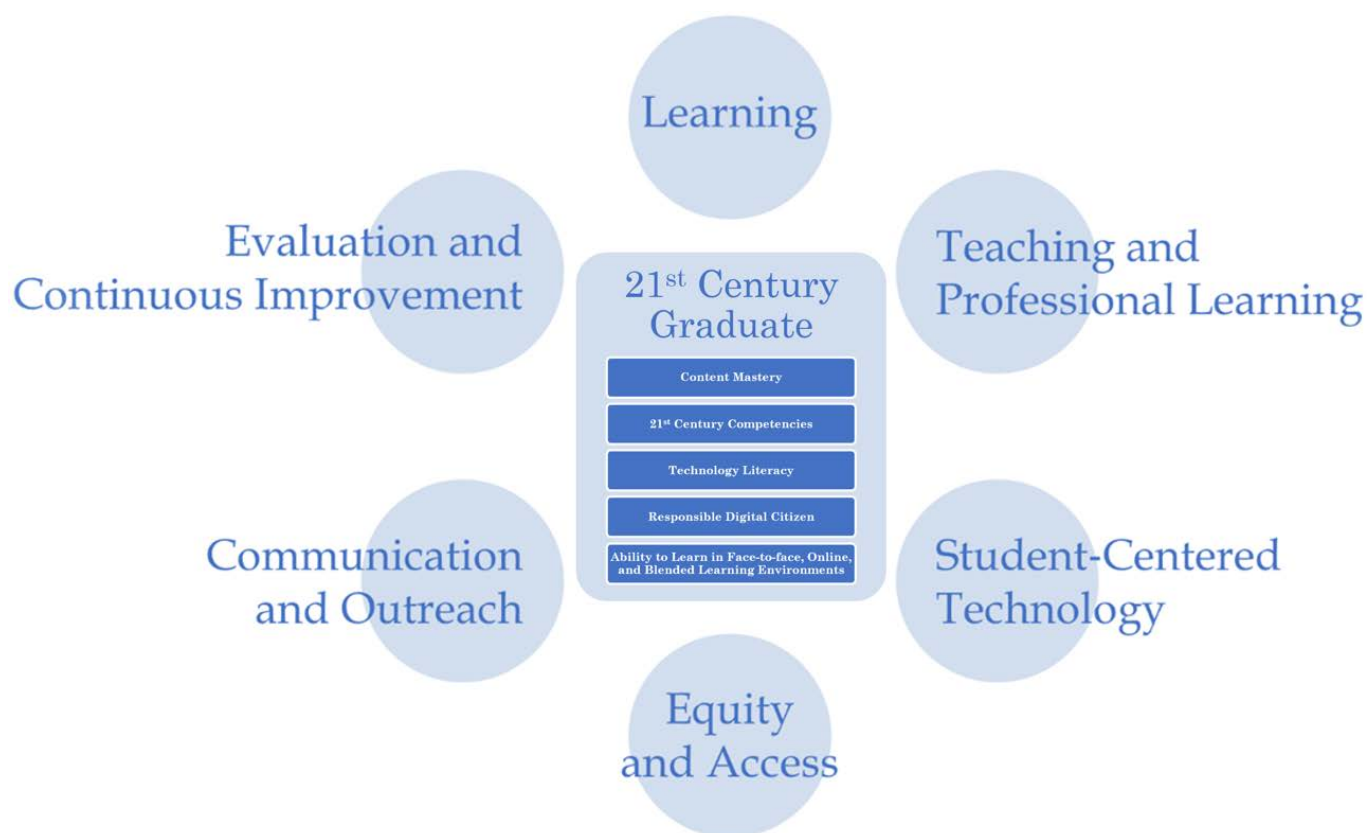 Learning
Evaluation and
Continuous Improvement
Teaching and
Professional Learning
21st Century
Graduate
Content Mastery
21st Century Competencies
Technology Literacy
Responsible Digital Citizen
Ability to Learn in Face-to-face, Online,
and Blended Learning Environments
Communication
and Outreach
Student-Centered
Technology
Equity
and Access